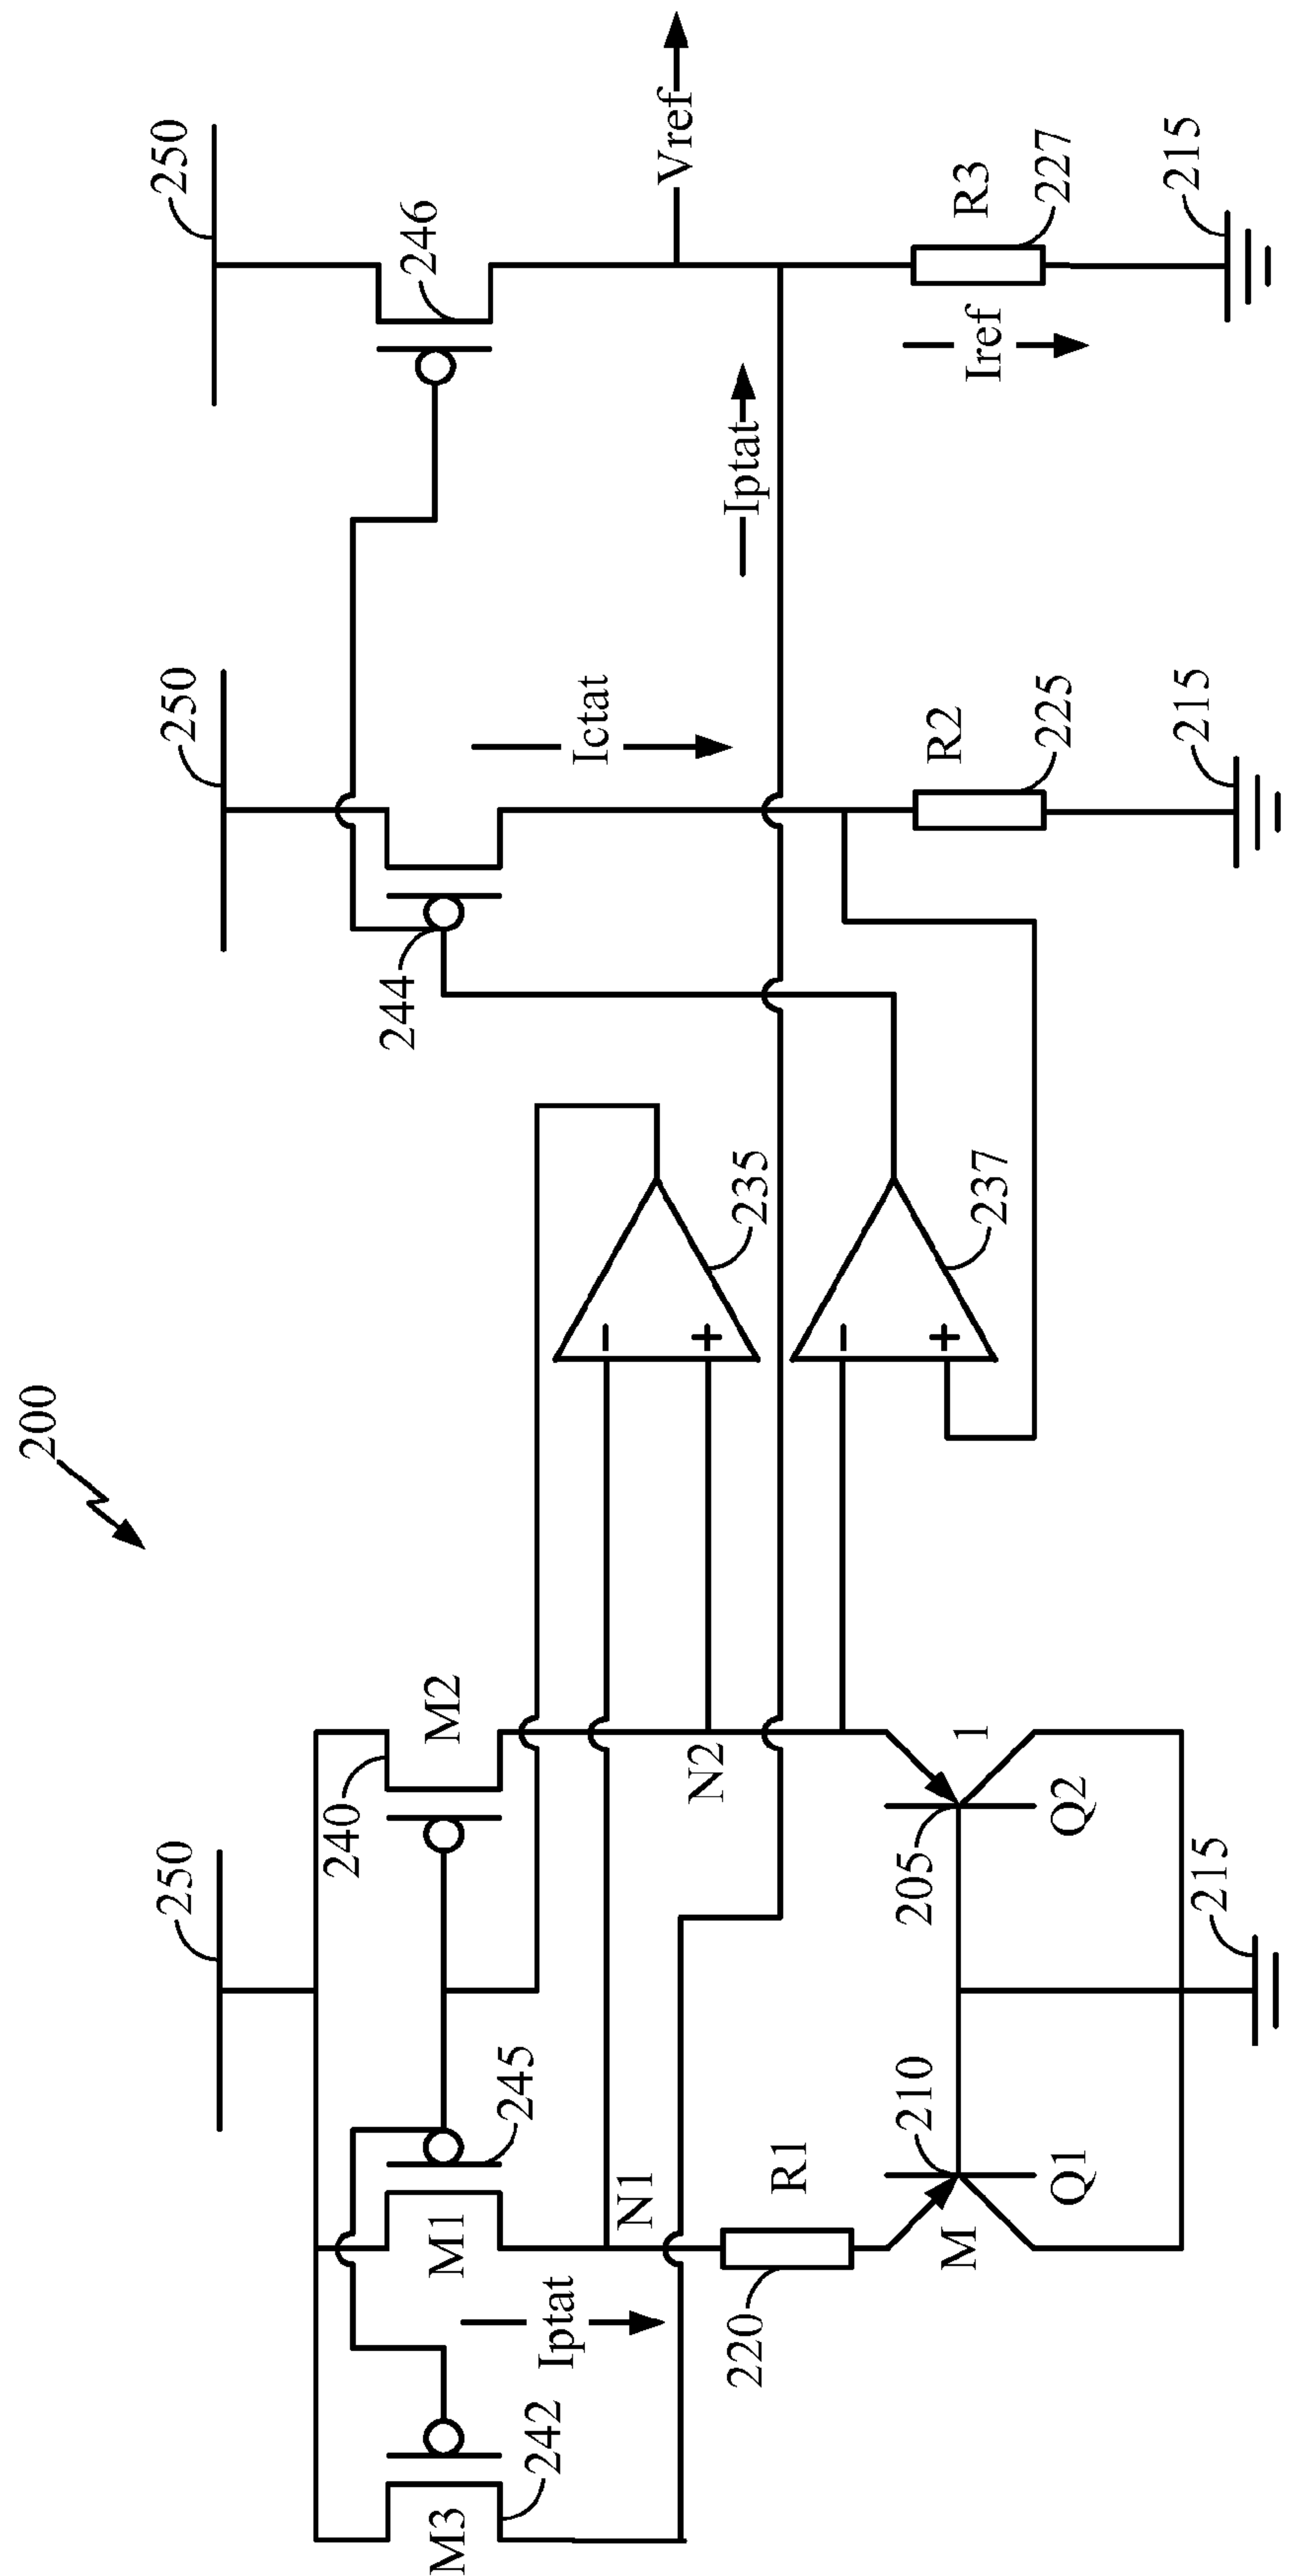 200
250
250
250
M3
242
Iptat
M1
245
240
M2
244
246
Ictat
Vref
Iptat
N1
N2
-
+
235
-
+
237
220
R1
M
210
Q1
205
1
Q2
215
R2
225
215
Iref
R3
227
215